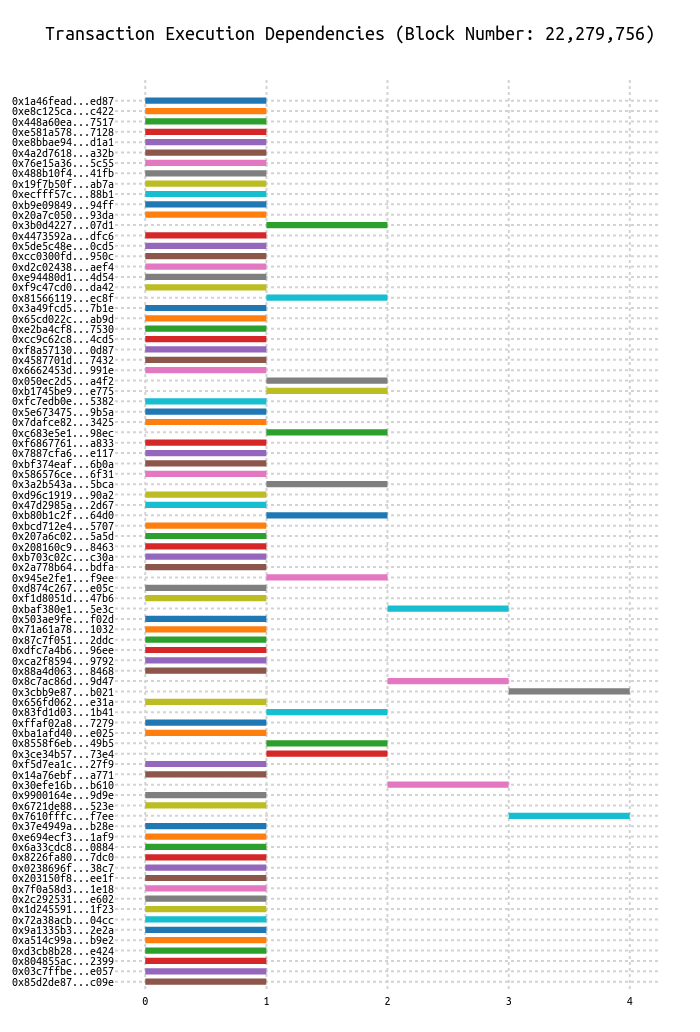 Transaction Execution Dependencies (Block Number: 22,279,756)
0x1a46fead...ed87
0xe8c125ca...c422
0x448a60ea...7517
0xe581a578...7128
0xe8bbae94...d1a1
0x4a2d7618...a32b
0x76e15a36...5c55
0x488b10f4...41fb
0x19f7b50f...ab7a
0xecfff57c...88b1
0xb9e09849...94ff
0x20a7c050...93da
0x3b0d4227...07d1
0x4473592a...dfc6
0x5de5c48e...0cd5
0xcc0300fd...950c
0xd2c02438...aef4
0xe94480d1...4d54
0xf9c47cd0...da42
0x81566119...ec8f
0x3a49fcd5...7b1e
0x65cd022c...ab9d
0xe2ba4cf8...7530
0xcc9c62c8...4cd5
0xf8a57130...0d87
0x4587701d...7432
0x6662453d...991e
0x050ec2d5...a4f2
0xb1745be9...e775
0xfc7edb0e...5382
0x5e673475...9b5a
0x7dafce82...3425
0xc683e5e1...98ec
0xf6867761...a833
0x7887cfa6...e117
0xbf374eaf...6b0a
0x586576ce...6f31
0x3a2b543a...5bca
0xd96c1919...90a2
0x47d2985a...2d67
0xb80b1c2f...64d0
0xbcd712e4...5707
0x207a6c02...5a5d
0x208160c9...8463
0xb703c02c...c30a
0x2a778b64...bdfa
0x945e2fe1...f9ee
0xd874c267...e05c
0xf1d8051d...47b6
0xbaf380e1...5e3c
0x503ae9fe...f02d
0x71a61a78...1032
0x87c7f051...2ddc
0xdfc7a4b6...96ee
0xca2f8594...9792
0x88a4d063...8468
0x8c7ac86d...9d47
0x3cbb9e87...b021
0x656fd062...e31a
0x83fd1d03...1b41
0xffaf02a8...7279
0xba1afd40...e025
0x8558f6eb...49b5
0x3ce34b57...73e4
0xf5d7ea1c...27f9
0x14a76ebf...a771
0x30efe16b...b610
0x9900164e...9d9e
0x6721de88...523e
0x7610fffc...f7ee
0x37e4949a...b28e
0xe694ecf3...1af9
0x6a33cdc8...0884
0x8226fa80...7dc0
0x0238696f...38c7
0x203150f8...ee1f
0x7f0a58d3...1e18
0x2c292531...e602
0x1d245591...1f23
0x72a38acb...04cc
0x9a1335b3...2e2a
0xa514c99a...b9e2
0xd3cb8b28...e424
0x804855ac...2399
0x03c7ffbe...e057
0x85d2de87...c09e
0 1 2 3 4